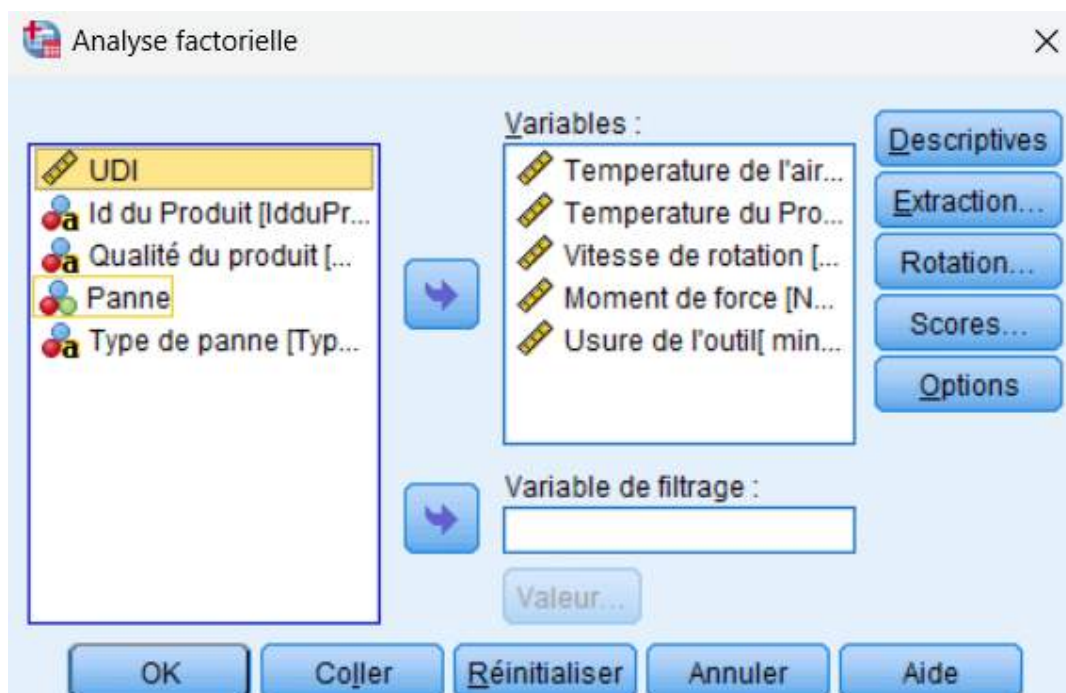 Analyse factorielle
UDI
Id du Produit [IdduPr...
Qualité du produit [...
Panne
Type de panne [Typ...
Variables :
Temperature de l'air...
Temperature du Pro...
Vitesse de rotation [...
Moment de force [N...
Usure de l'outil[ min...
Variable de filtrage :
Valeur...
Descriptives
Extraction...
Rotation...
Scores...
Options
OK
Coller
Réinitialiser
Annuler
Aide